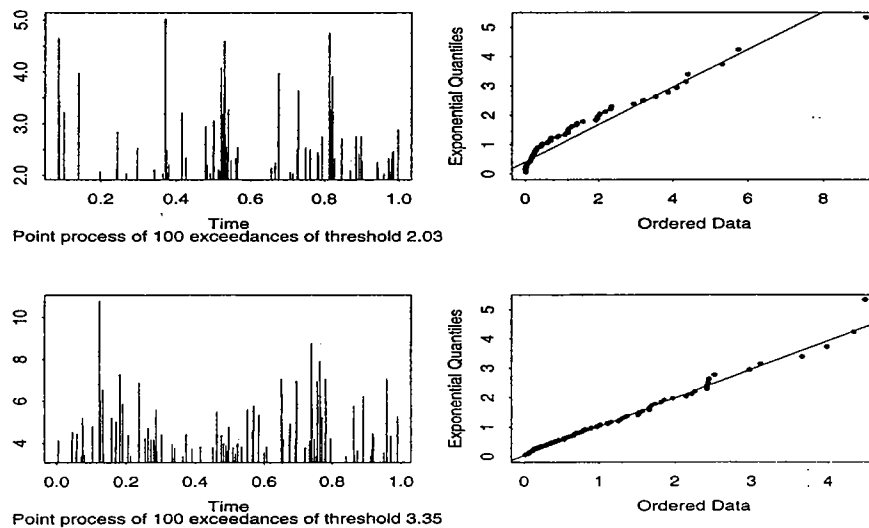 5.0
4.0
3.0
2.0
0.2 0.4 0.6 0.8 1.0
Time
Point process of 100 exceedances of threshold 2.03
Exponential Quantiles
5
4
3
2
1
0
0 2 4 6 8
Ordered Data
10
8
6
4
0.0 0.2 0.4 0.6 0.8 1.0
Time
Point process of 100 exceedances of threshold 3.35
Exponential Quantiles
5
4
3
2
1
0
0 1 2 3 4
Ordered Data